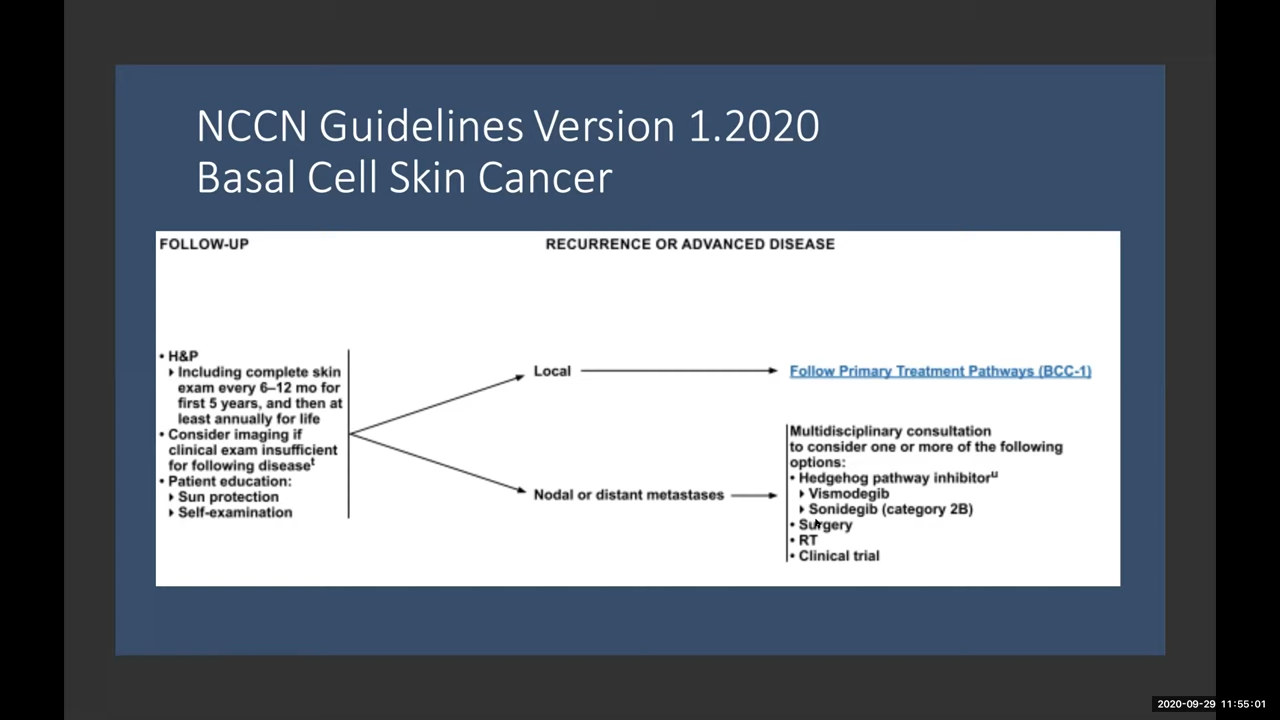 NCCN Guidelines Version 1.2020
Basal Cell Skin Cancer
FOLLOW-UP
RECURRENCE OR ADVANCED DISEASE
• H&P
‣ Including complete skin
exam every 6–12 mo for
first 5 years, and then at
least annually for life
• Consider imaging if
clinical exam insufficient
for following diseaseᵗ
• Patient education:
‣ Sun protection
‣ Self-examination
Local
Follow Primary Treatment Pathways (BCC-1)
Nodal or distant metastases
Multidisciplinary consultation
to consider one or more of the following
options:
• Hedgehog pathway inhibitorᵘ
‣ Vismodegib
‣ Sonidegib (category 2B)
• Surgery
• RT
• Clinical trial
2020-09-29 11:55:01